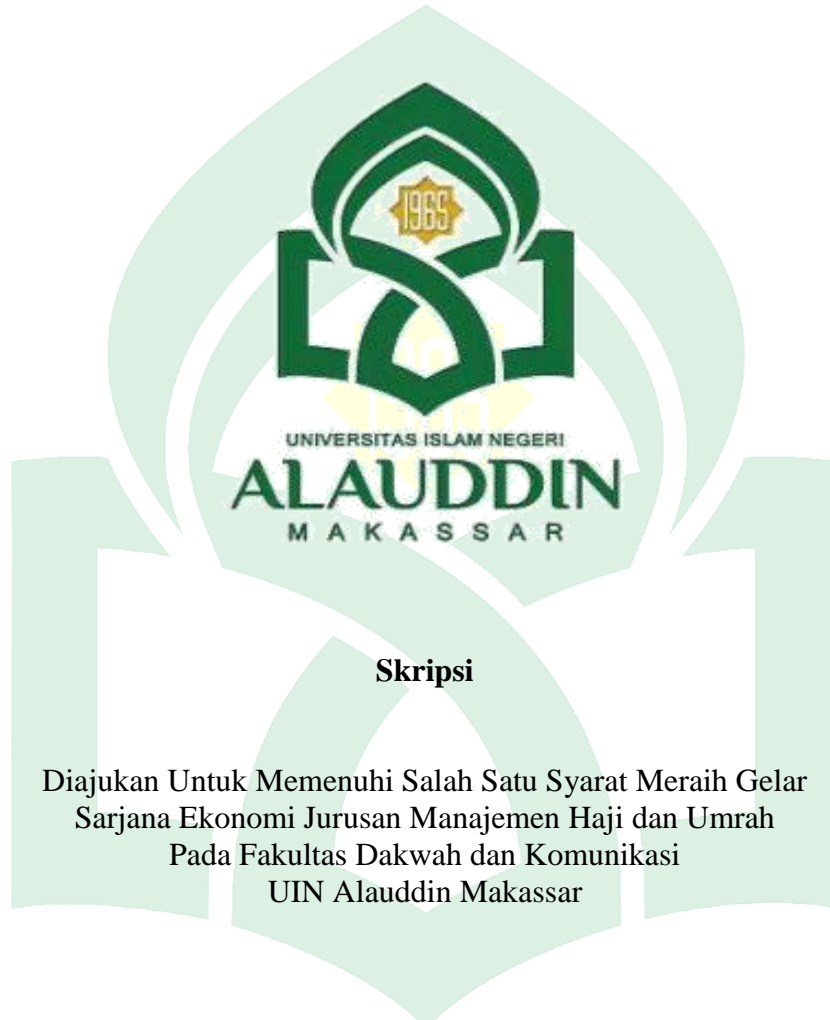 1965
UNIVERSITAS ISLAM NEGERI
ALAUDDIN
MAKASSAR
Skripsi
Diajukan Untuk Memenuhi Salah Satu Syarat Meraih Gelar
Sarjana Ekonomi Jurusan Manajemen Haji dan Umrah
Pada Fakultas Dakwah dan Komunikasi
UIN Alauddin Makassar